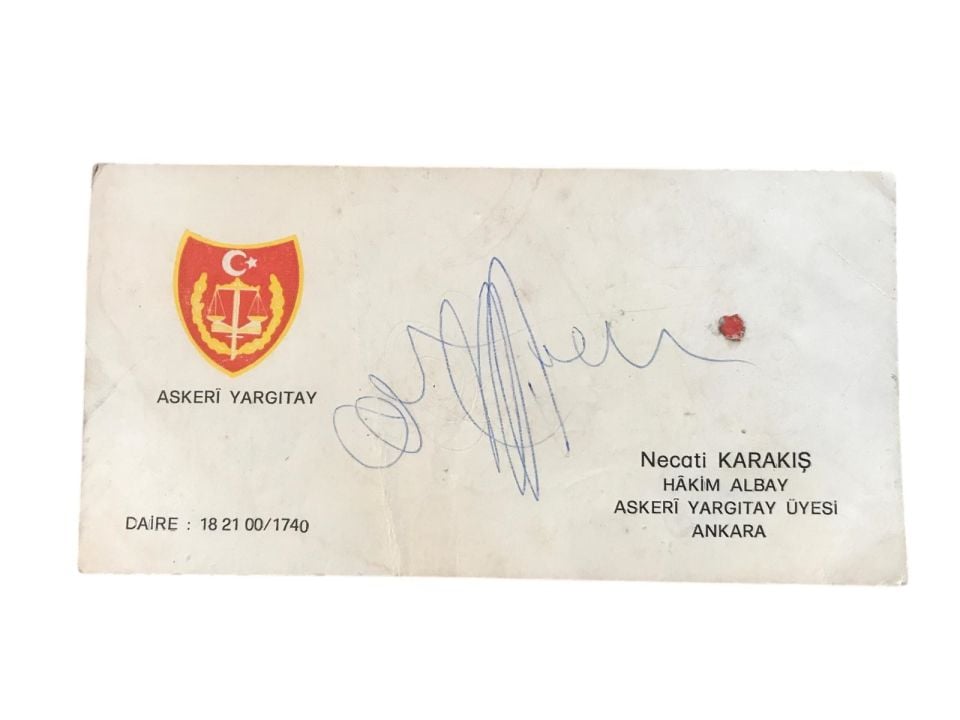 ASKERÎ YARGITAY
DAİRE : 18 21 00/1740
Necati KARAKIŞ
HÂKİM ALBAY
ASKERÎ YARGITAY ÜYESİ
ANKARA